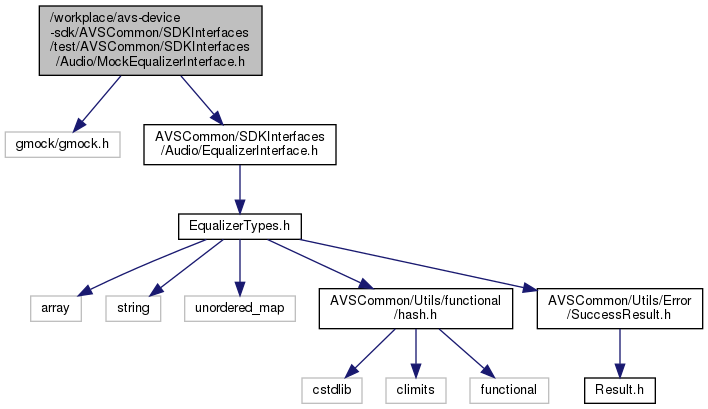 /workplace/avs-device
-sdk/AVSCommon/SDKInterfaces
/test/AVSCommon/SDKInterfaces
/Audio/MockEqualizerInterface.h
gmock/gmock.h
AVSCommon/SDKInterfaces
/Audio/EqualizerInterface.h
EqualizerTypes.h
array
string
unordered_map
AVSCommon/Utils/functional
/hash.h
AVSCommon/Utils/Error
/SuccessResult.h
cstdlib
climits
functional
Result.h